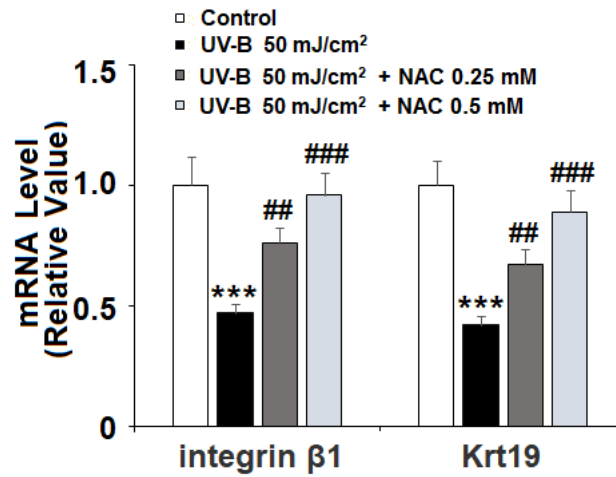 Control
UV-B 50 mJ/cm²
UV-B 50 mJ/cm² + NAC 0.25 mM
UV-B 50 mJ/cm² + NAC 0.5 mM
mRNA Level
(Relative Value)
1.5
1.0
0.5
0
*** ## ###
*** ## ###
integrin β1 Krt19